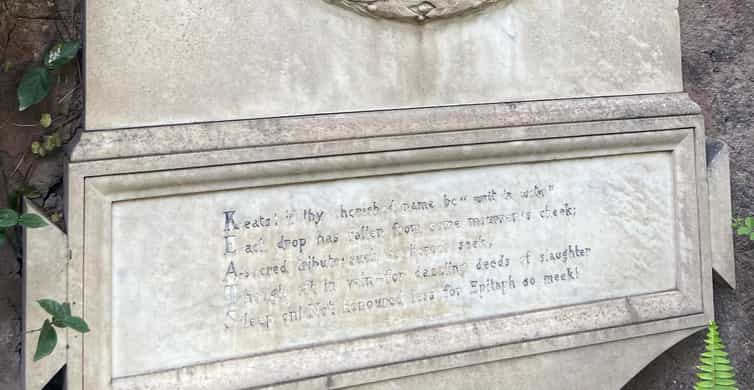 Keats! if thy cherished name be "writ in water"
Each drop has fallen from some mourner's cheek;
A sacred tribute: such as heroes seek,
Though oft in vain - for dazzling deeds of slaughter
Sleep on! Not honoured less for Epitaph so meek!